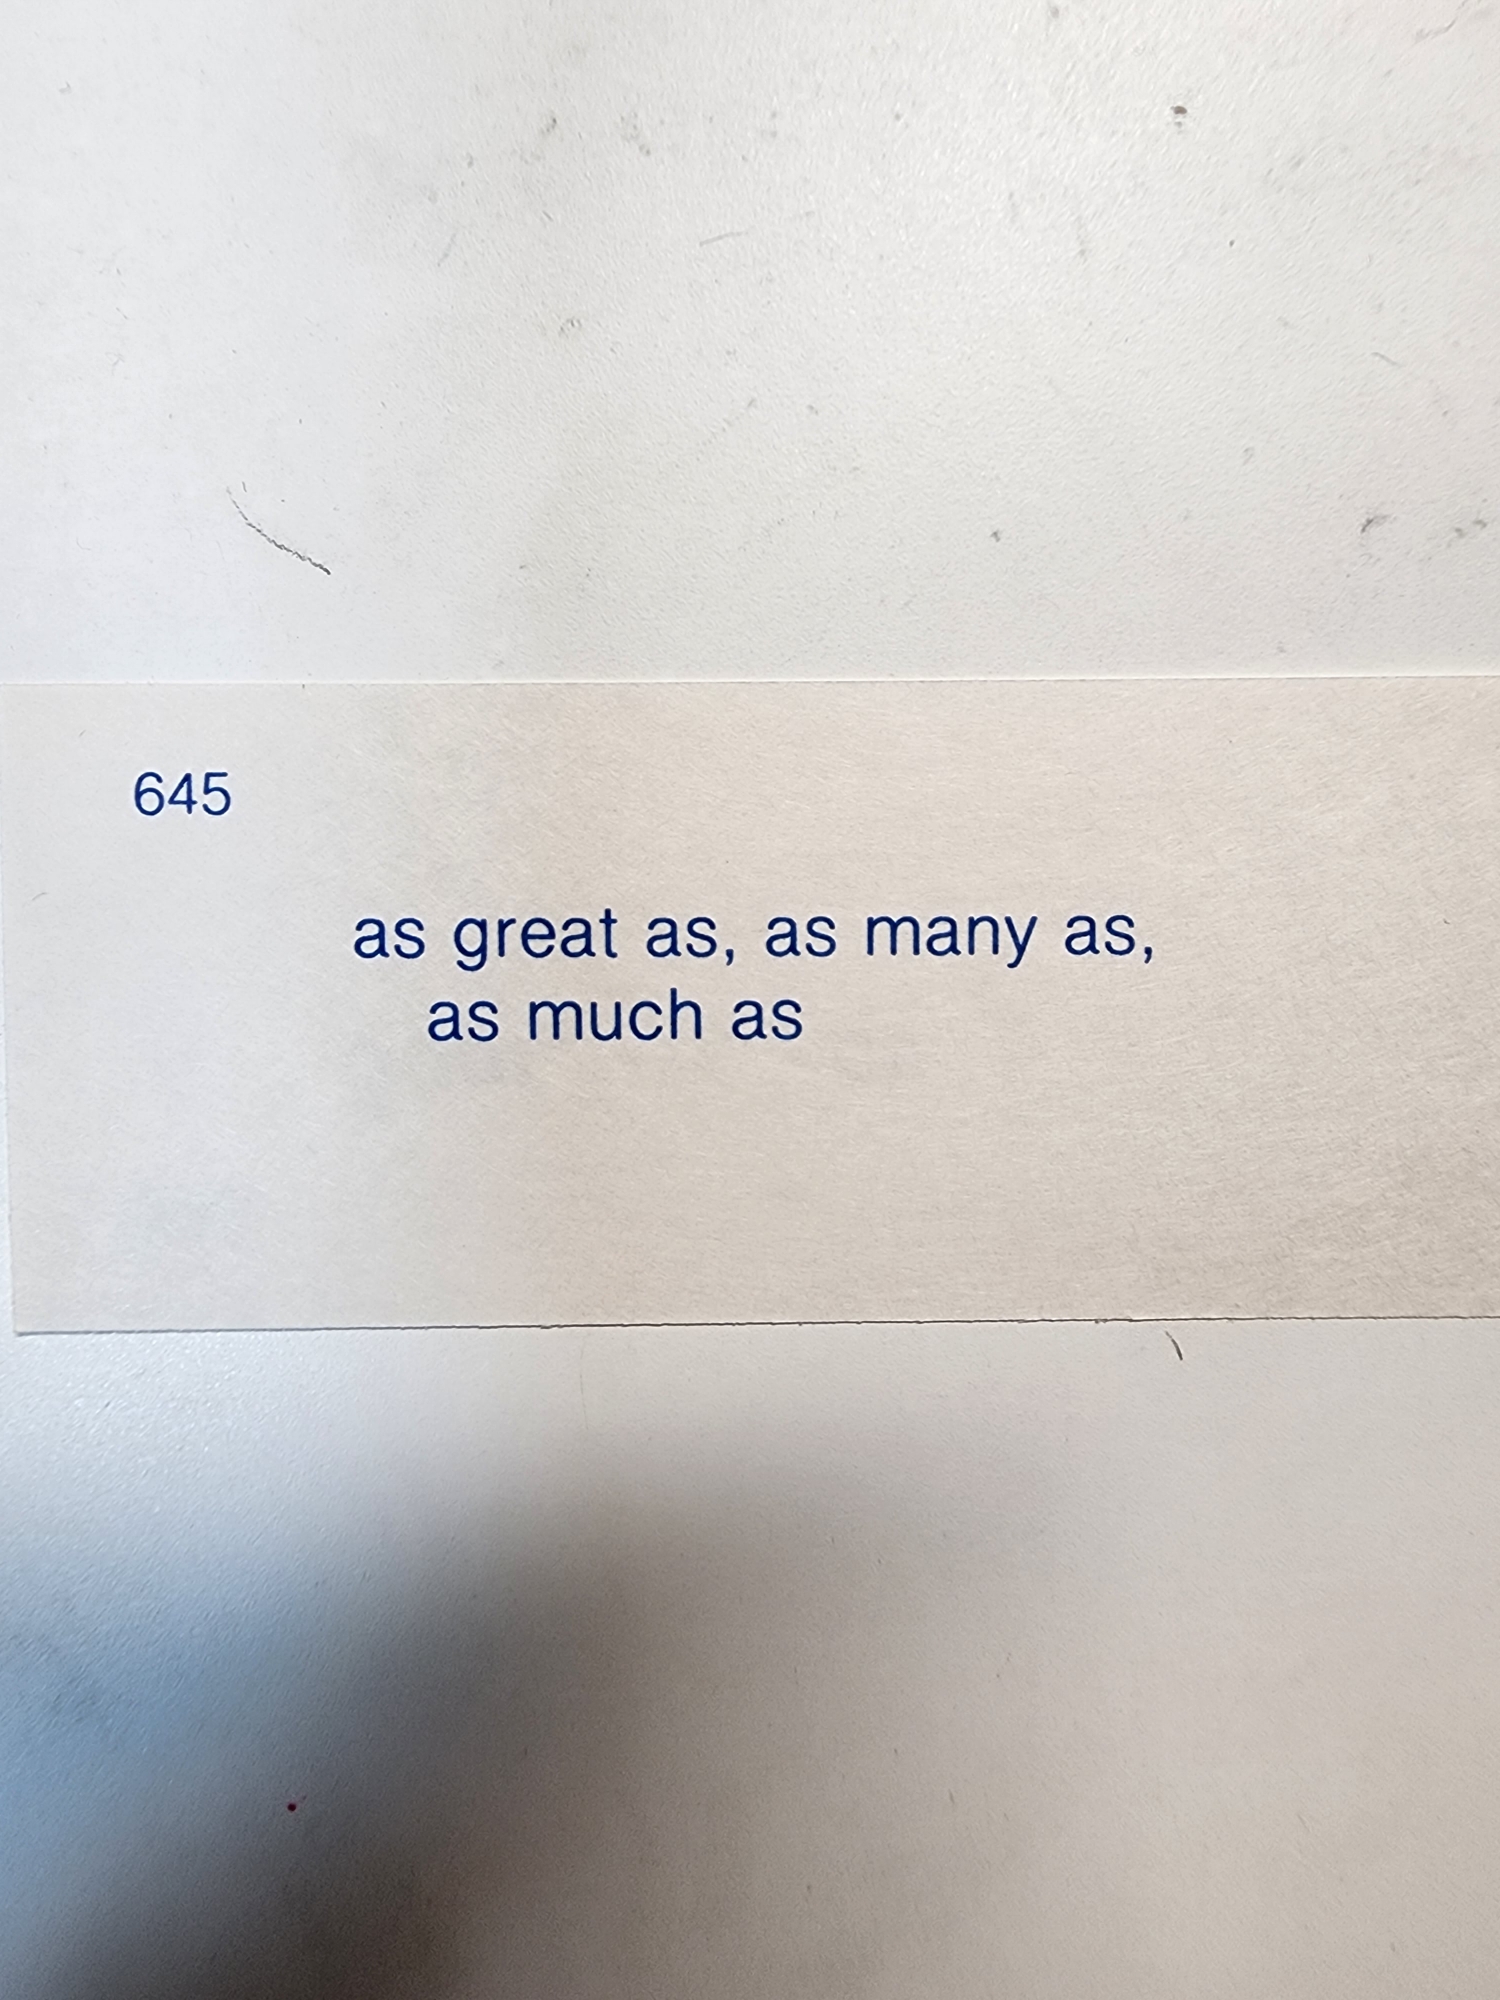 645
as great as, as many as,
as much as